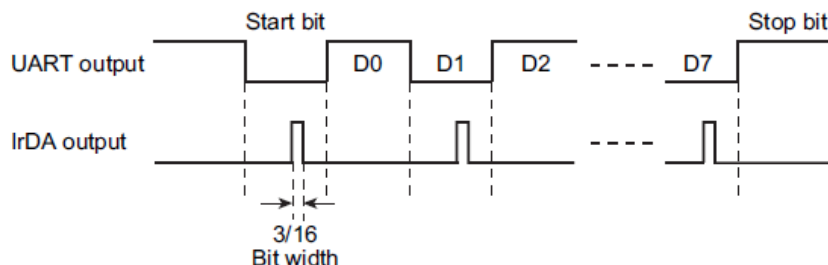 Start bit
Stop bit
UART output
D0
D1
D2
D7
IrDA output
3/16
Bit width